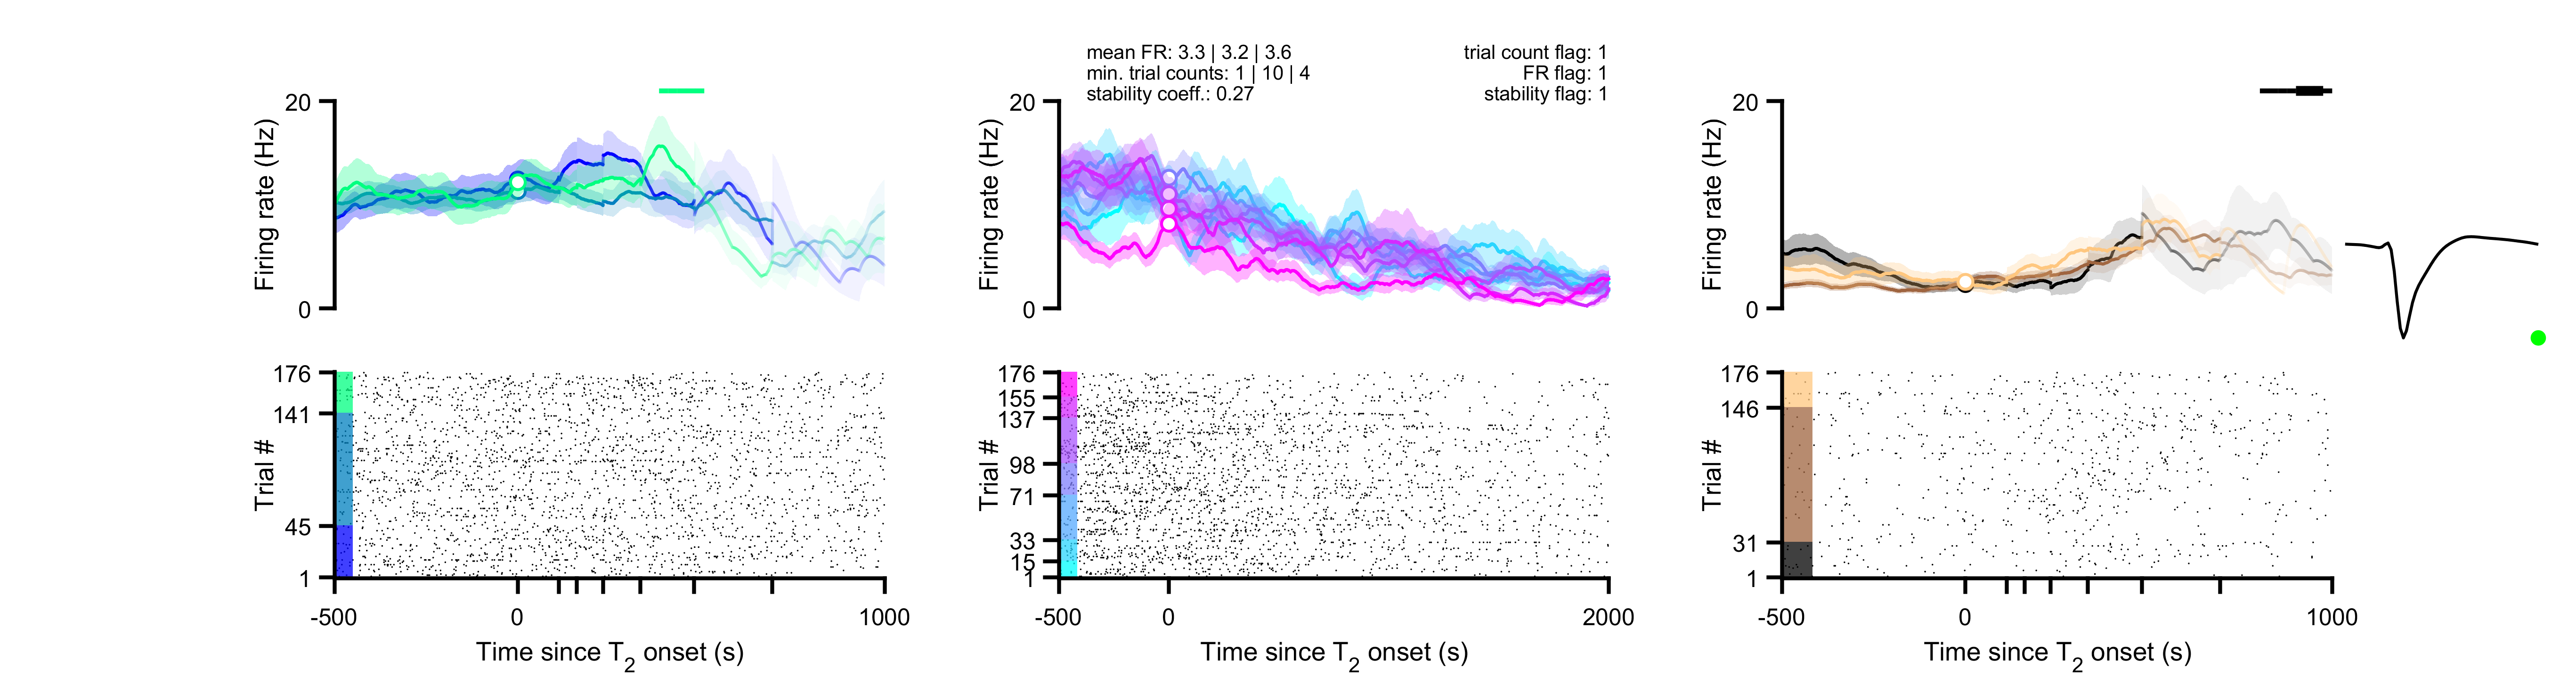 mean FR: 3.3 | 3.2 | 3.6
min. trial counts: 1 | 10 | 4
stability coeff.: 0.27
trial count flag: 1
FR flag: 1
stability flag: 1
Firing rate (Hz)
20
0
Firing rate (Hz)
20
0
Firing rate (Hz)
20
0
Trial #
176
141
45
1
-500
0
1000
Time since T2 onset (s)
Trial #
176
155
137
98
71
33
15
1
-500
0
2000
Time since T2 onset (s)
Trial #
176
146
31
1
-500
0
1000
Time since T2 onset (s)